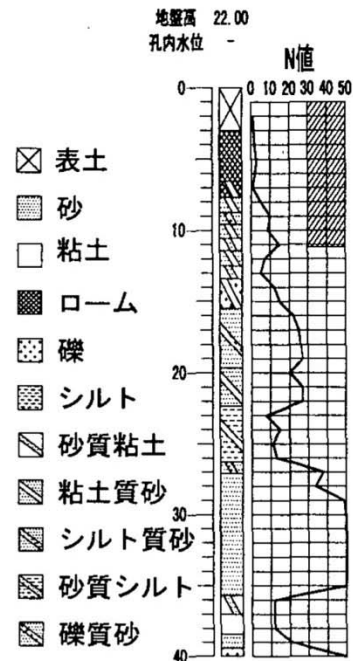 地盤高 22.00
孔内水位 -
N値
0 10 20 30 40 50
0
10
20
30
40
表土
砂
粘土
ローム
礫
シルト
砂質粘土
粘土質砂
シルト質砂
砂質シルト
礫質砂